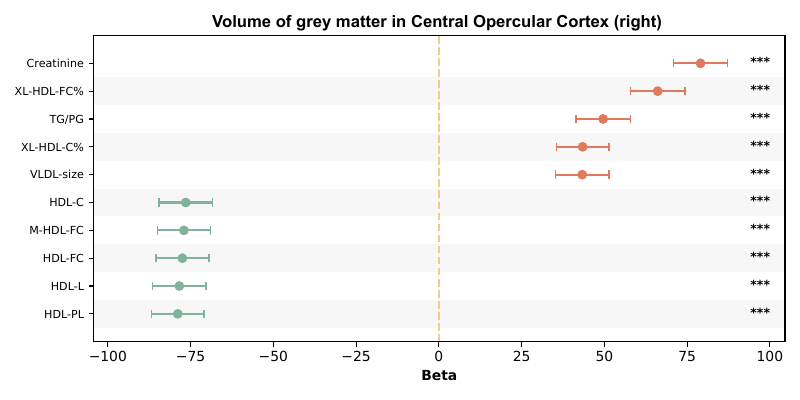 Volume of grey matter in Central Opercular Cortex (right)
Creatinine ***
XL-HDL-FC% ***
TG/PG ***
XL-HDL-C% ***
VLDL-size ***
HDL-C ***
M-HDL-FC ***
HDL-FC ***
HDL-L ***
HDL-PL ***
−100 −75 −50 −25 0 25 50 75 100
Beta